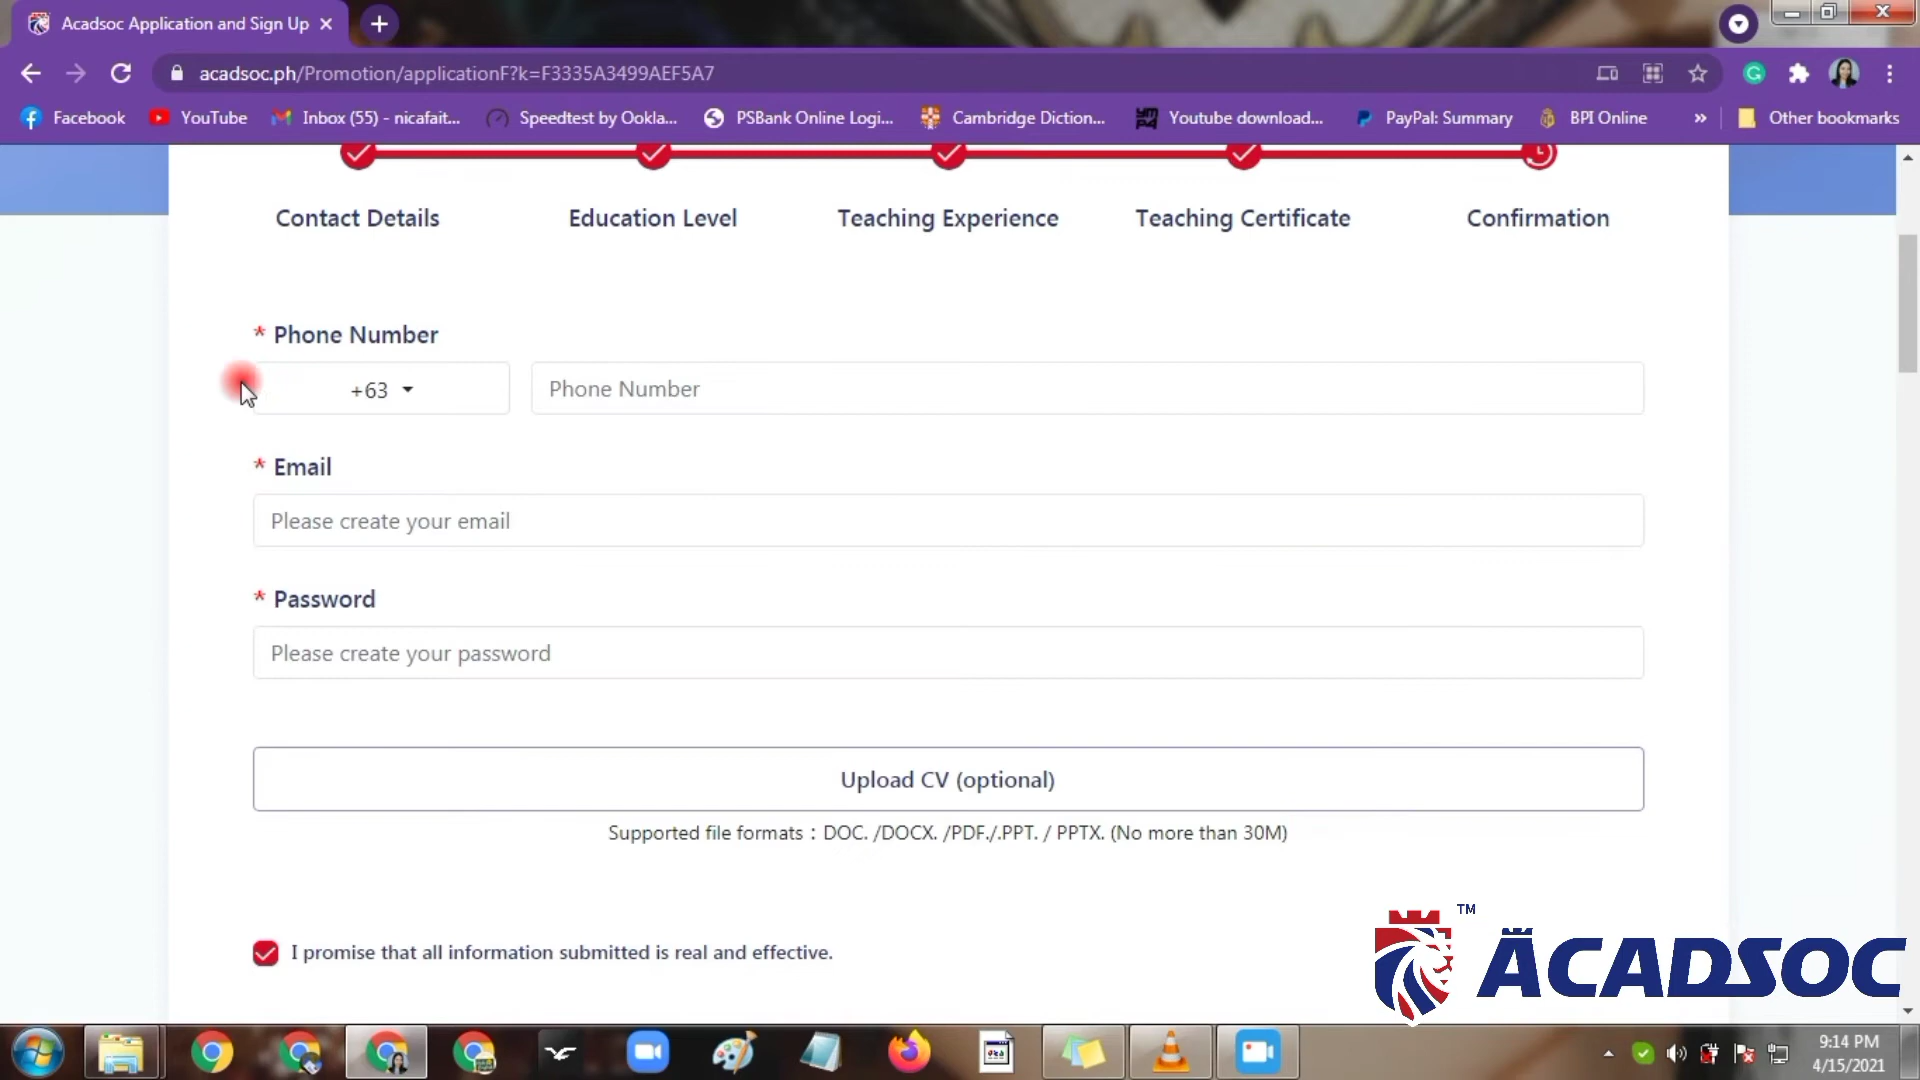 Acadsoc Application and Sign Up
acadsoc.ph/Promotion/applicationF?k=F3335A3499AEF5A7
Facebook YouTube Inbox (55) - nicafait... Speedtest by Ookla... PSBank Online Logi... Cambridge Diction... Youtube download... PayPal: Summary BPI Online » Other bookmarks
Contact Details Education Level Teaching Experience Teaching Certificate Confirmation
* Phone Number
+63 Phone Number
* Email
Please create your email
* Password
Please create your password
Upload CV (optional)
Supported file formats : DOC. /DOCX. /PDF./.PPT. / PPTX. (No more than 30M)
I promise that all information submitted is real and effective.
TM
ACADSOC
9:14 PM
4/15/2021